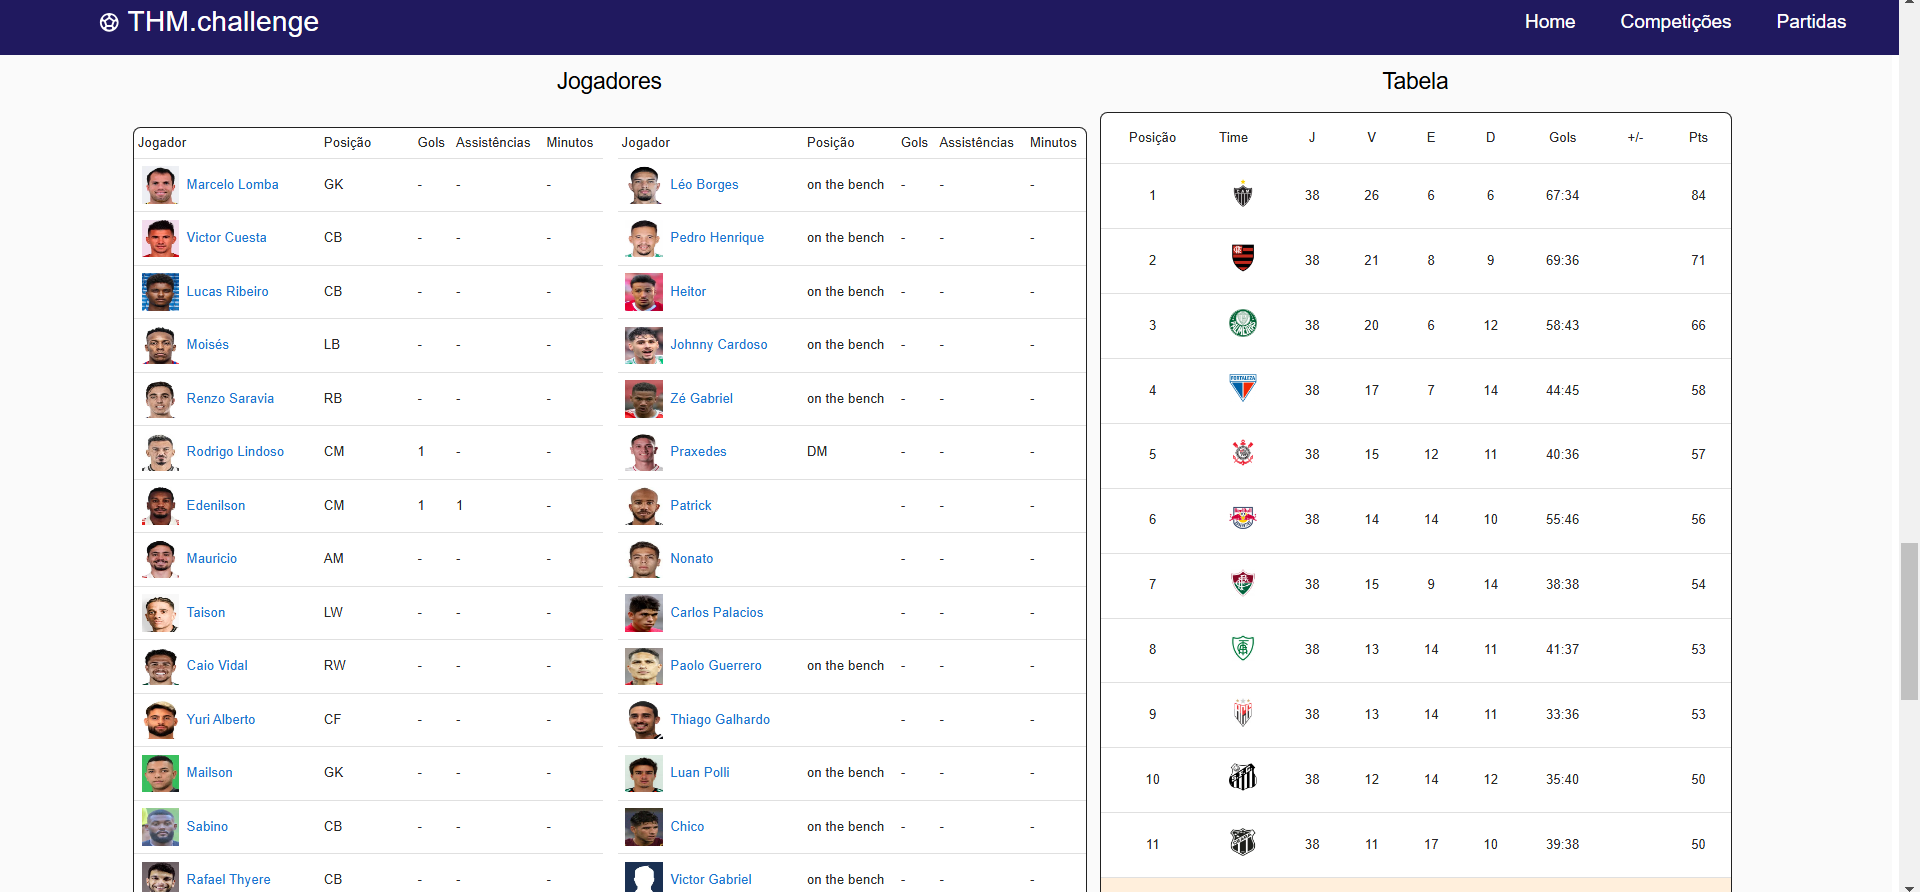 THM.challenge
Home Competições Partidas
Jogadores
Jogador Posição Gols Assistências Minutos Jogador Posição Gols Assistências Minutos
Marcelo Lomba GK - - - Léo Borges on the bench - - -
Victor Cuesta CB - - - Pedro Henrique on the bench - - -
Lucas Ribeiro CB - - - Heitor on the bench - - -
Moisés LB - - - Johnny Cardoso on the bench - - -
Renzo Saravia RB - - - Zé Gabriel on the bench - - -
Rodrigo Lindoso CM 1 - - Praxedes DM - - -
Edenilson CM 1 1 - Patrick - - -
Mauricio AM - - - Nonato - - -
Taison LW - - - Carlos Palacios - - -
Caio Vidal RW - - - Paolo Guerrero on the bench - - -
Yuri Alberto CF - - - Thiago Galhardo - - -
Mailson GK - - - Luan Polli on the bench - - -
Sabino CB - - - Chico on the bench - - -
Rafael Thyere CB - - - Victor Gabriel on the bench - - -
Tabela
Posição Time J V E D Gols +/- Pts
1 38 26 6 6 67:34 84
2 38 21 8 9 69:36 71
3 38 20 6 12 58:43 66
4 FORTALEZA 38 17 7 14 44:45 58
5 38 15 12 11 40:36 57
6 38 14 14 10 55:46 56
7 38 15 9 14 38:38 54
8 38 13 14 11 41:37 53
9 38 13 14 11 33:36 53
10 38 12 14 12 35:40 50
11 38 11 17 10 39:38 50